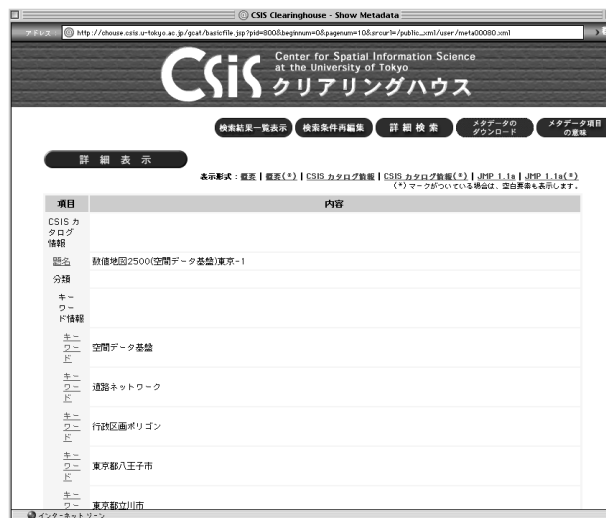 CSIS Clearinghouse - Show Metadata
アドレス http://chouse.csis.u-tokyo.ac.jp/gcat/basicfile.jsp?pid=800&beginnum=0&pagenum=10&srcurl=/public_xml/user/meta00080.xml
CSIS
Center for Spatial Information Science
at the University of Tokyo
クリアリングハウス
検索結果一覧表示 検索条件再編集 詳細検索 メタデータの ダウンロード メタデータ項目 の意味
詳細表示
表示形式：概要 | 概要(*) | CSIS カタログ情報 | CSIS カタログ情報(*) | JMP 1.1a | JMP 1.1a(*)
(*) マークがついている場合は、空白要素も表示します。
項目 内容
CSIS カ
タログ
情報
題名 数値地図2500(空間データ基盤)東京-1
分類
キー
ワー
ド情報
キー
ワー
ド
空間データ基盤
キー
ワー
ド
道路ネットワーク
キー
ワー
ド
行政区画ポリゴン
キー
ワー
ド
東京都八王子市
キー
ワー
東京都立川市
インターネット ゾーン